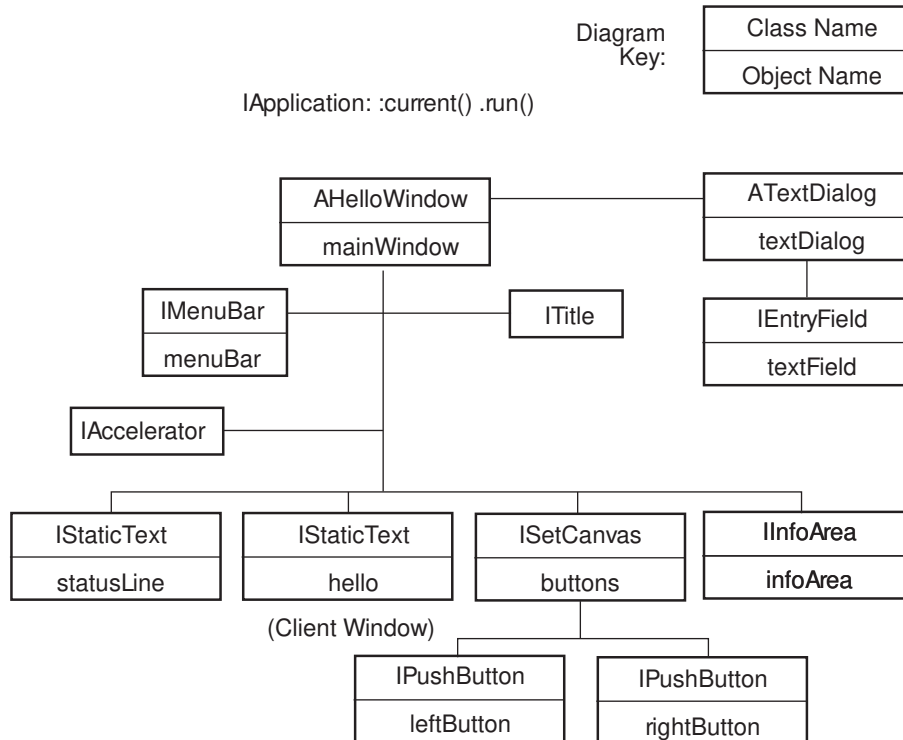 Diagram
Key:
Class Name
Object Name
IApplication: :current() .run()
AHelloWindow
mainWindow
ATextDialog
textDialog
IMenuBar
menuBar
ITitle
IEntryField
textField
IAccelerator
IStaticText
statusLine
IStaticText
hello
ISetCanvas
buttons
IInfoArea
infoArea
(Client Window)
IPushButton
leftButton
IPushButton
rightButton